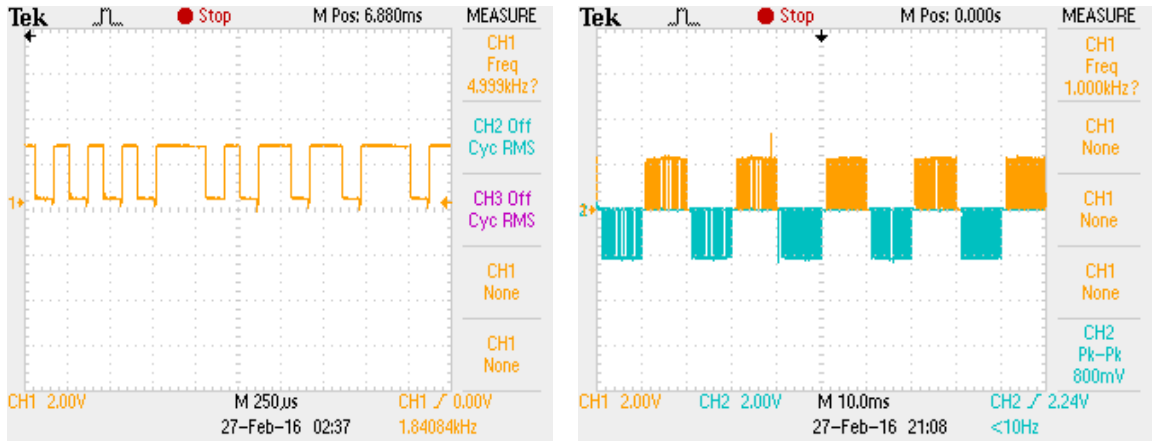 Tek Stop M Pos: 6.880ms MEASURE
CH1
Freq
4.999kHz?
CH2 Off
Cyc RMS
CH3 Off
Cyc RMS
CH1
None
CH1
None
1
CH1 2.00V M 250µs CH1 / 0.00V
27-Feb-16 02:37 1.84084kHz
Tek Stop M Pos: 0.000s MEASURE
CH1
Freq
1.000kHz?
CH1
None
CH1
None
CH1
None
CH2
Pk-Pk
800mV
2
CH1 2.00V CH2 2.00V M 10.0ms CH2 / 2.24V
27-Feb-16 21:08 <10Hz